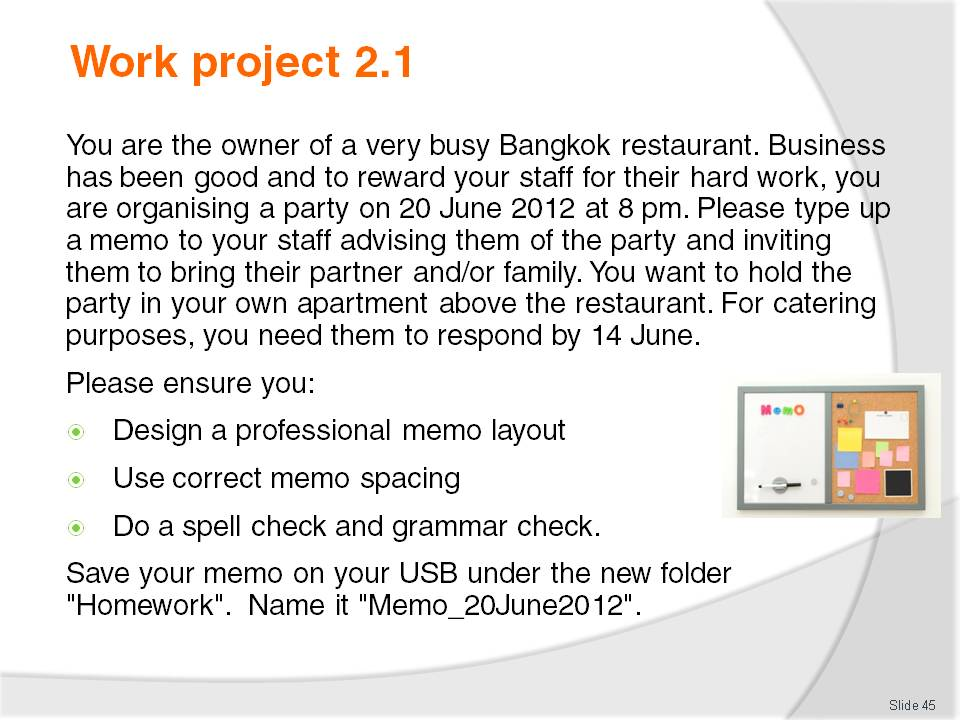 Work project 2.1
You are the owner of a very busy Bangkok restaurant. Business
has been good and to reward your staff for their hard work, you
are organising a party on 20 June 2012 at 8 pm. Please type up
a memo to your staff advising them of the party and inviting
them to bring their partner and/or family. You want to hold the
party in your own apartment above the restaurant. For catering
purposes, you need them to respond by 14 June.
Please ensure you:
Design a professional memo layout
Memo
Use correct memo spacing
Do a spell check and grammar check.
Save your memo on your USB under the new folder
"Homework".  Name it "Memo_20June2012".
Slide 45